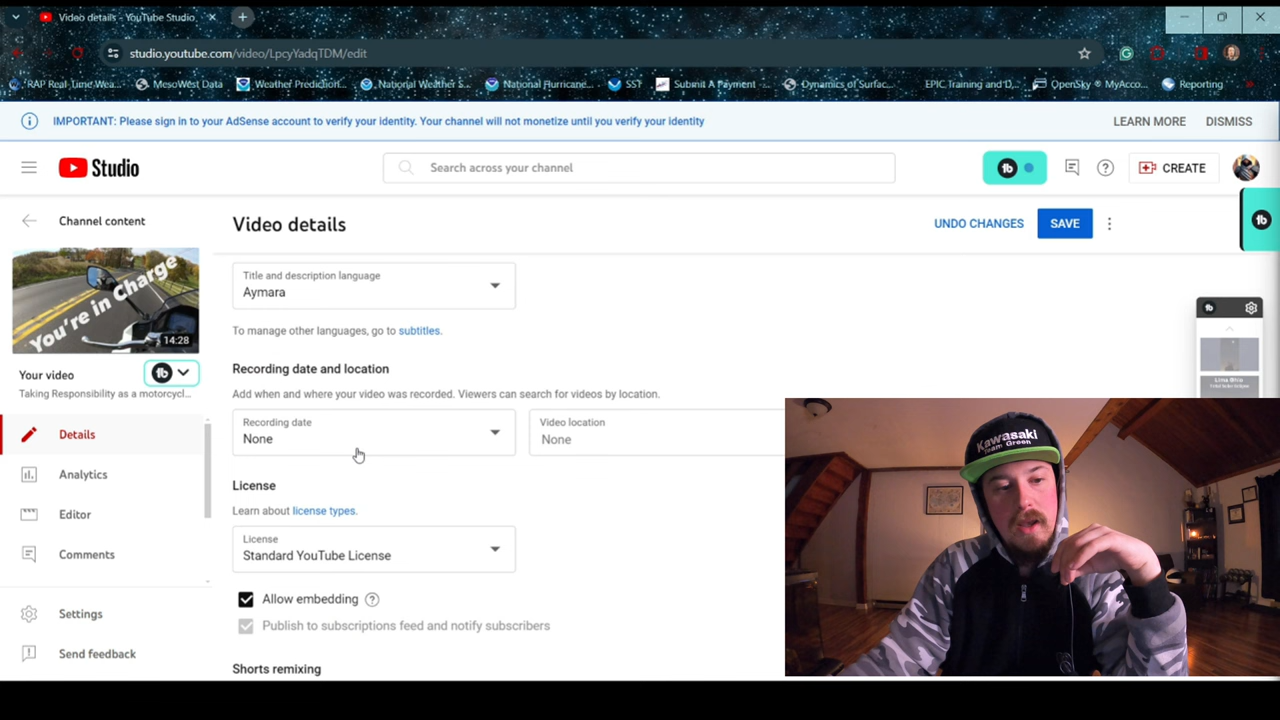 Video details - YouTube Studio
studio.youtube.com/video/LpcyYadqTDM/edit
RAP Real-Time Wea... MesoWest Data Weather Prediction... National Weather S... National Hurricane... SST Submit A Payment -... Dynamics of Surfac... EPIC Training and D... OpenSky ® MyAcco... Reporting
IMPORTANT: Please sign in to your AdSense account to verify your identity. Your channel will not monetize until you verify your identity LEARN MORE DISMISS
Studio Search across your channel tb ? CREATE
Channel content
Video details UNDO CHANGES SAVE tb
You're in Charge
14:28
Title and description language
Aymara
To manage other languages, go to subtitles.
Your video tb
Taking Responsibility as a motorcycl...
Recording date and location
Add when and where your video was recorded. Viewers can search for videos by location.
Recording date Video location
None None
Details
Analytics
Editor
Comments
Settings
Send feedback
License
Learn about license types.
License
Standard YouTube License
Allow embedding ?
Publish to subscriptions feed and notify subscribers
Shorts remixing
tb
Kawasaki
Team Green